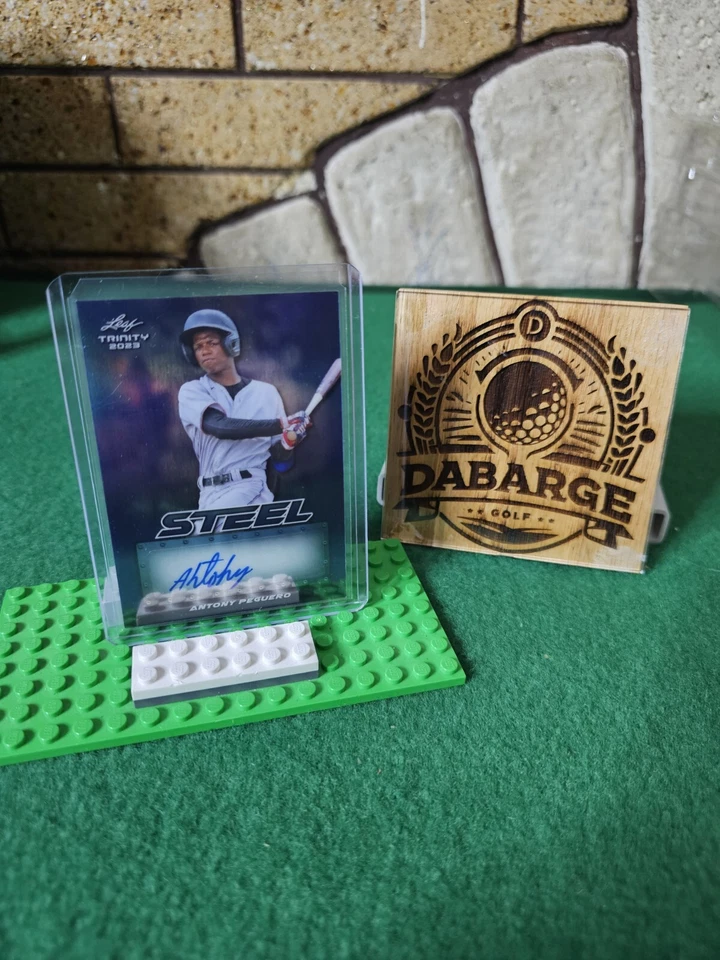 Leaf
TRINITY
2023
STEEL
Antony
ANTONY PEGUERO
D
DABARGE
GOLF